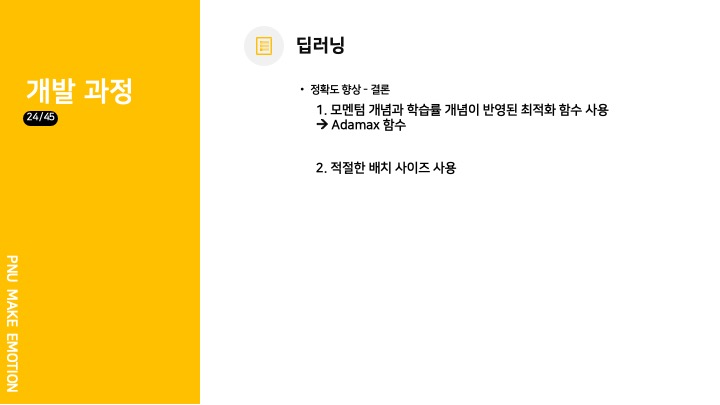 개발 과정
24/45
PNU MAKE EMOTION
딥러닝
• 정확도 향상 - 결론
1. 모멘텀 개념과 학습률 개념이 반영된 최적화 함수 사용
→ Adamax 함수
2. 적절한 배치 사이즈 사용